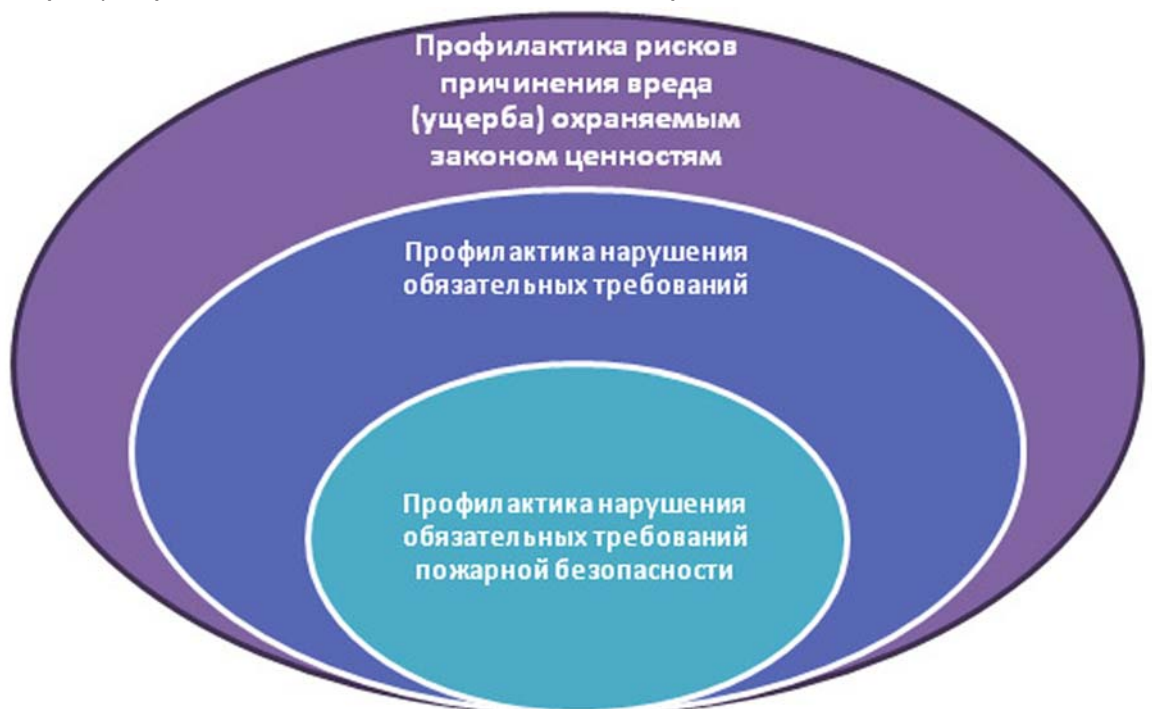 Профилактика рисков
причинения вреда
(ущерба) охраняемым
законом ценностям
Профилактика нарушения
обязательных требований
Профилактика нарушения
обязательных требований
пожарной безопасности